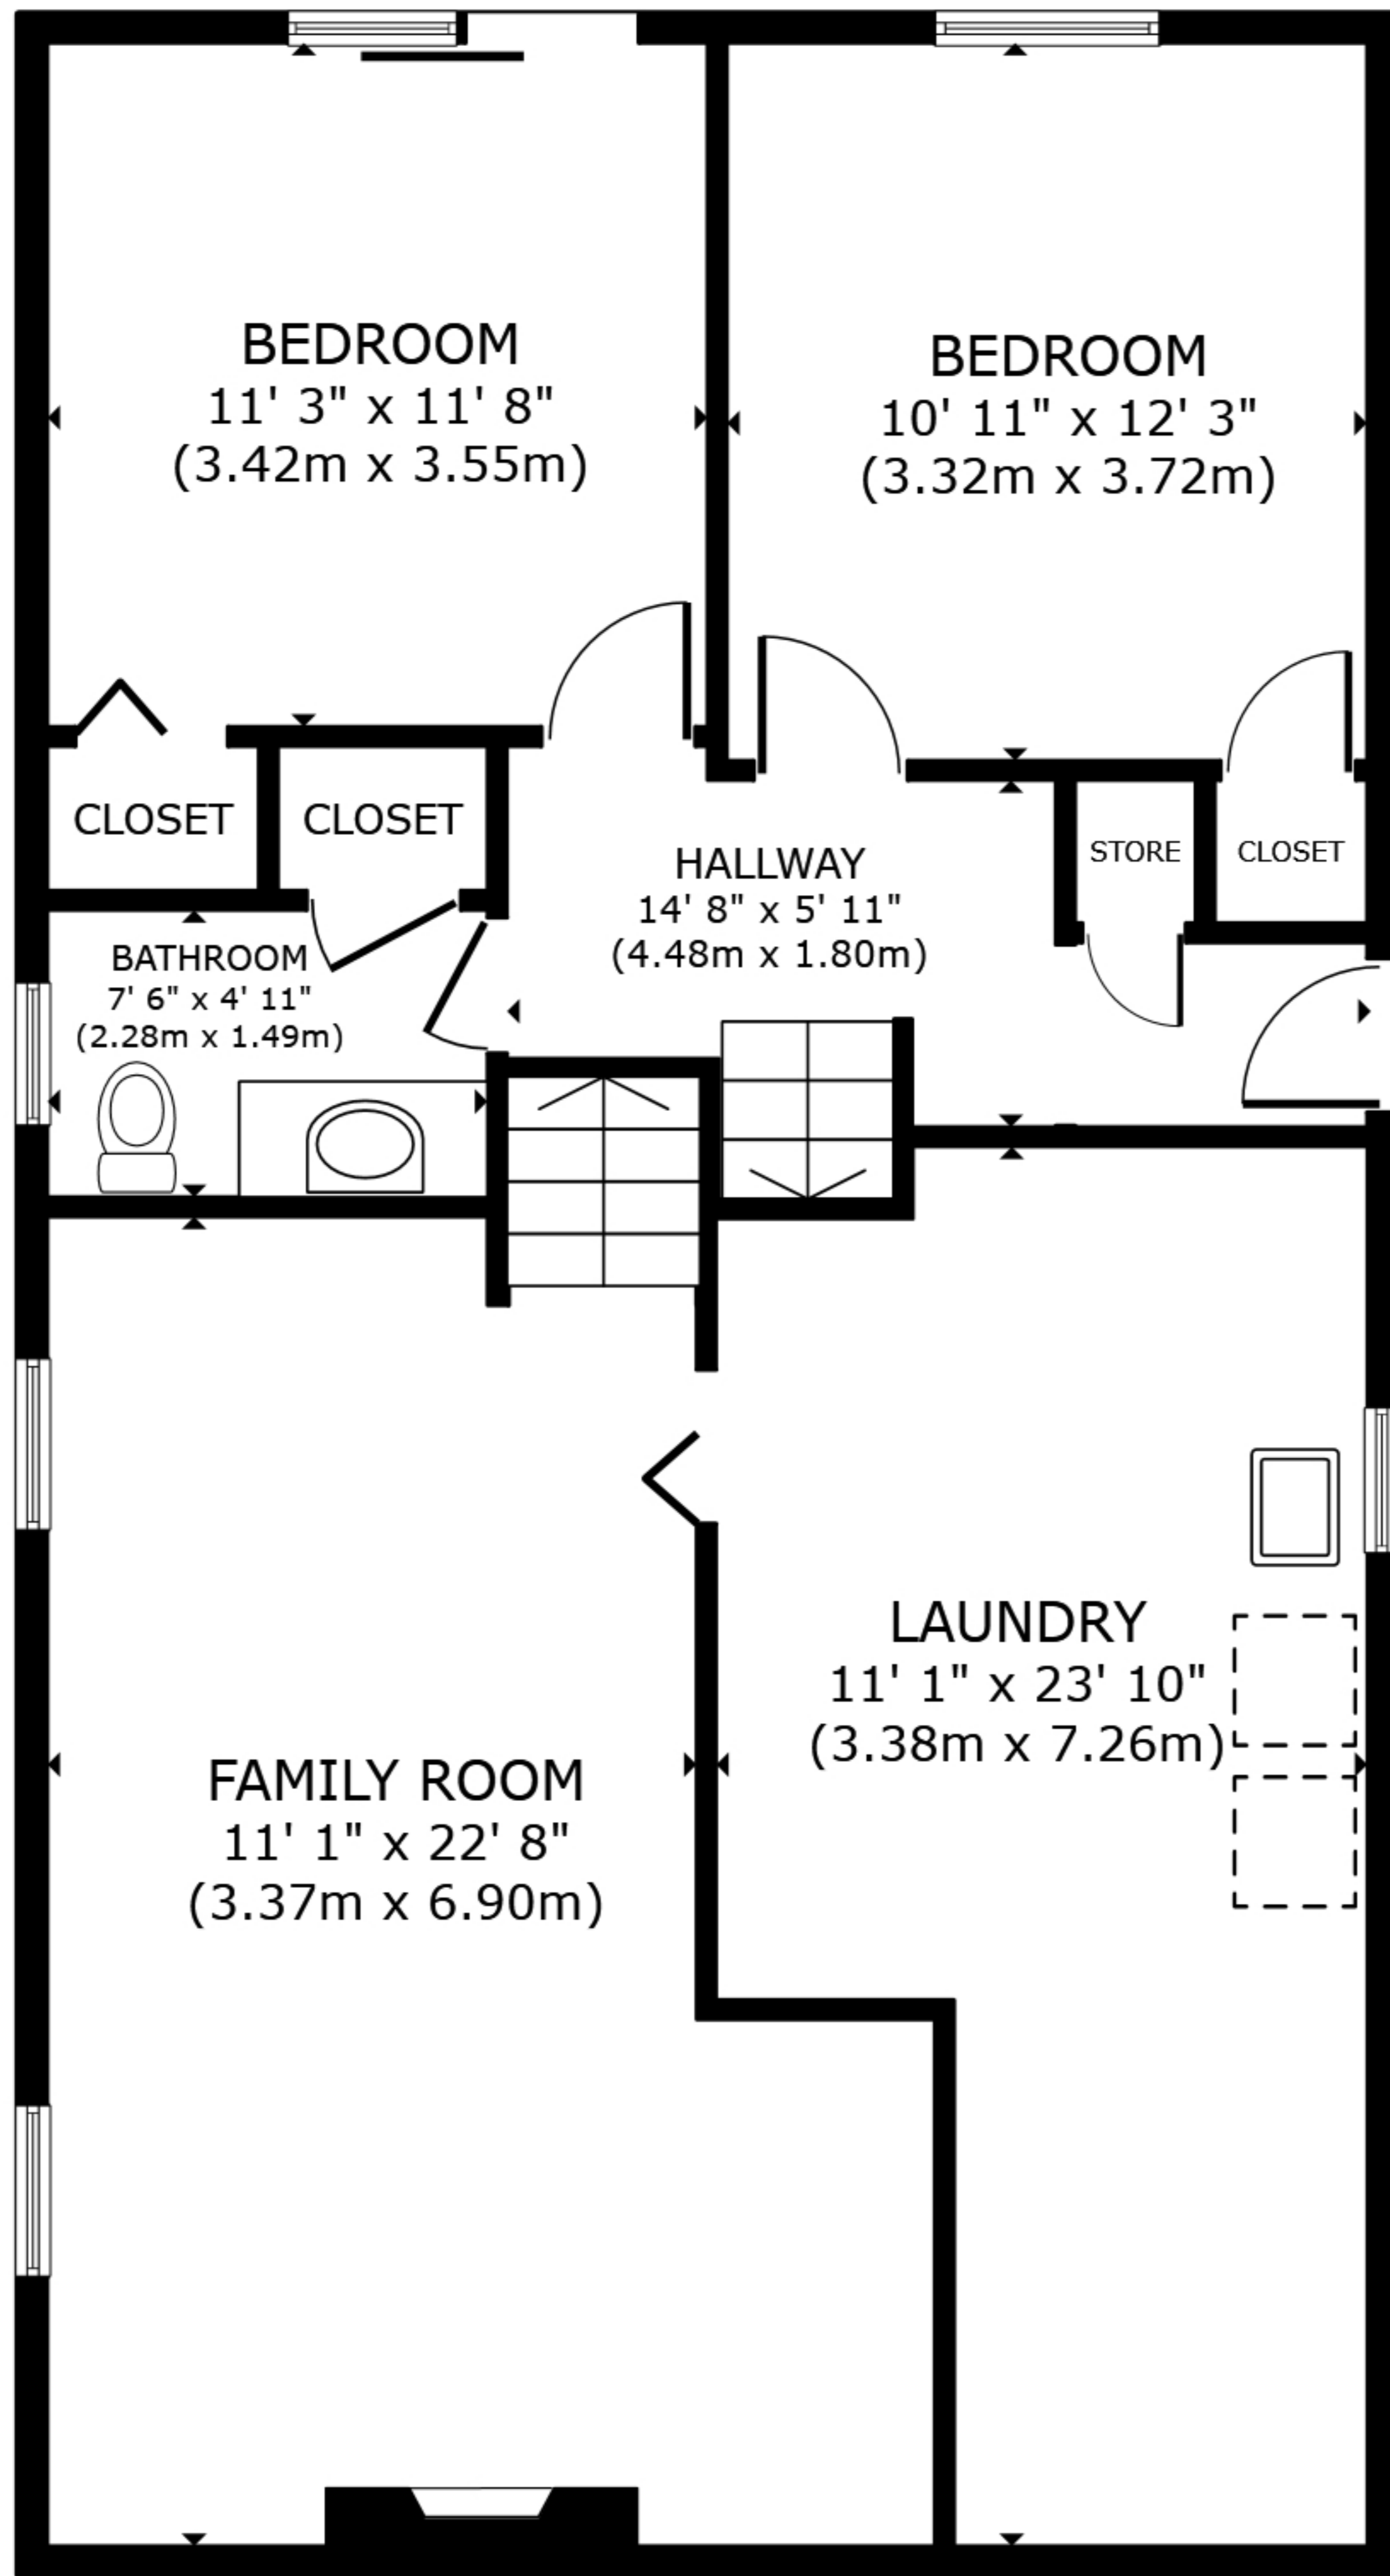 BEDROOM
11' 3" x 11' 8"
(3.42m x 3.55m)
BEDROOM
10' 11" x 12' 3"
(3.32m x 3.72m)
CLOSET
CLOSET
HALLWAY
14' 8" x 5' 11"
(4.48m x 1.80m)
STORE
CLOSET
BATHROOM
7' 6" x 4' 11"
(2.28m x 1.49m)
LAUNDRY
11' 1" x 23' 10"
(3.38m x 7.26m)
FAMILY ROOM
11' 1" x 22' 8"
(3.37m x 6.90m)